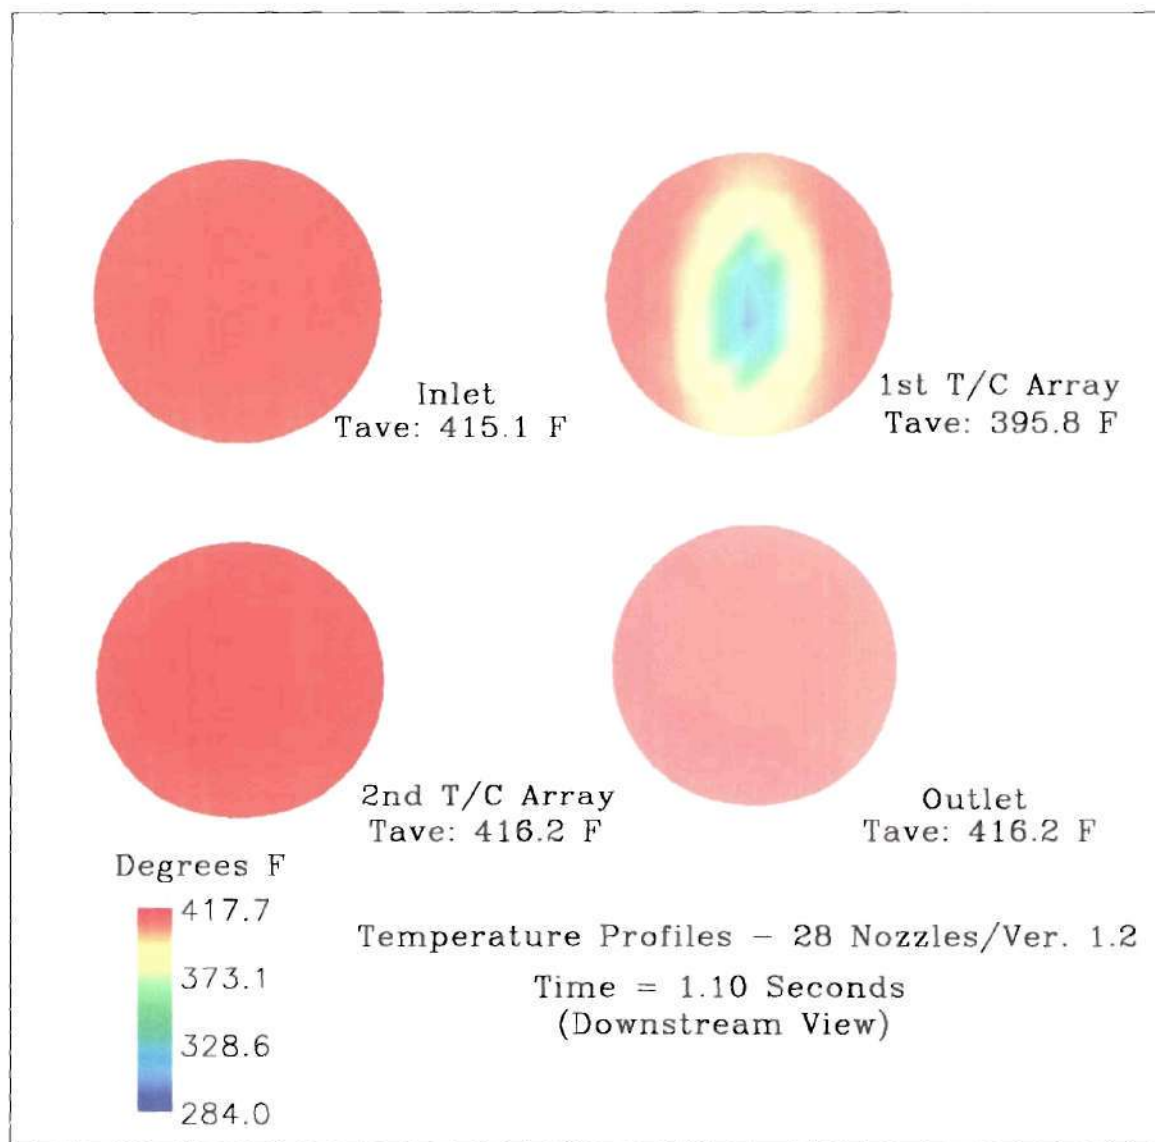 Inlet
Tave: 415.1 F
1st T/C Array
Tave: 395.8 F
2nd T/C Array
Tave: 416.2 F
Outlet
Tave: 416.2 F
Degrees F
417.7
373.1
328.6
284.0
Temperature Profiles - 28 Nozzles/Ver. 1.2
Time = 1.10 Seconds
(Downstream View)